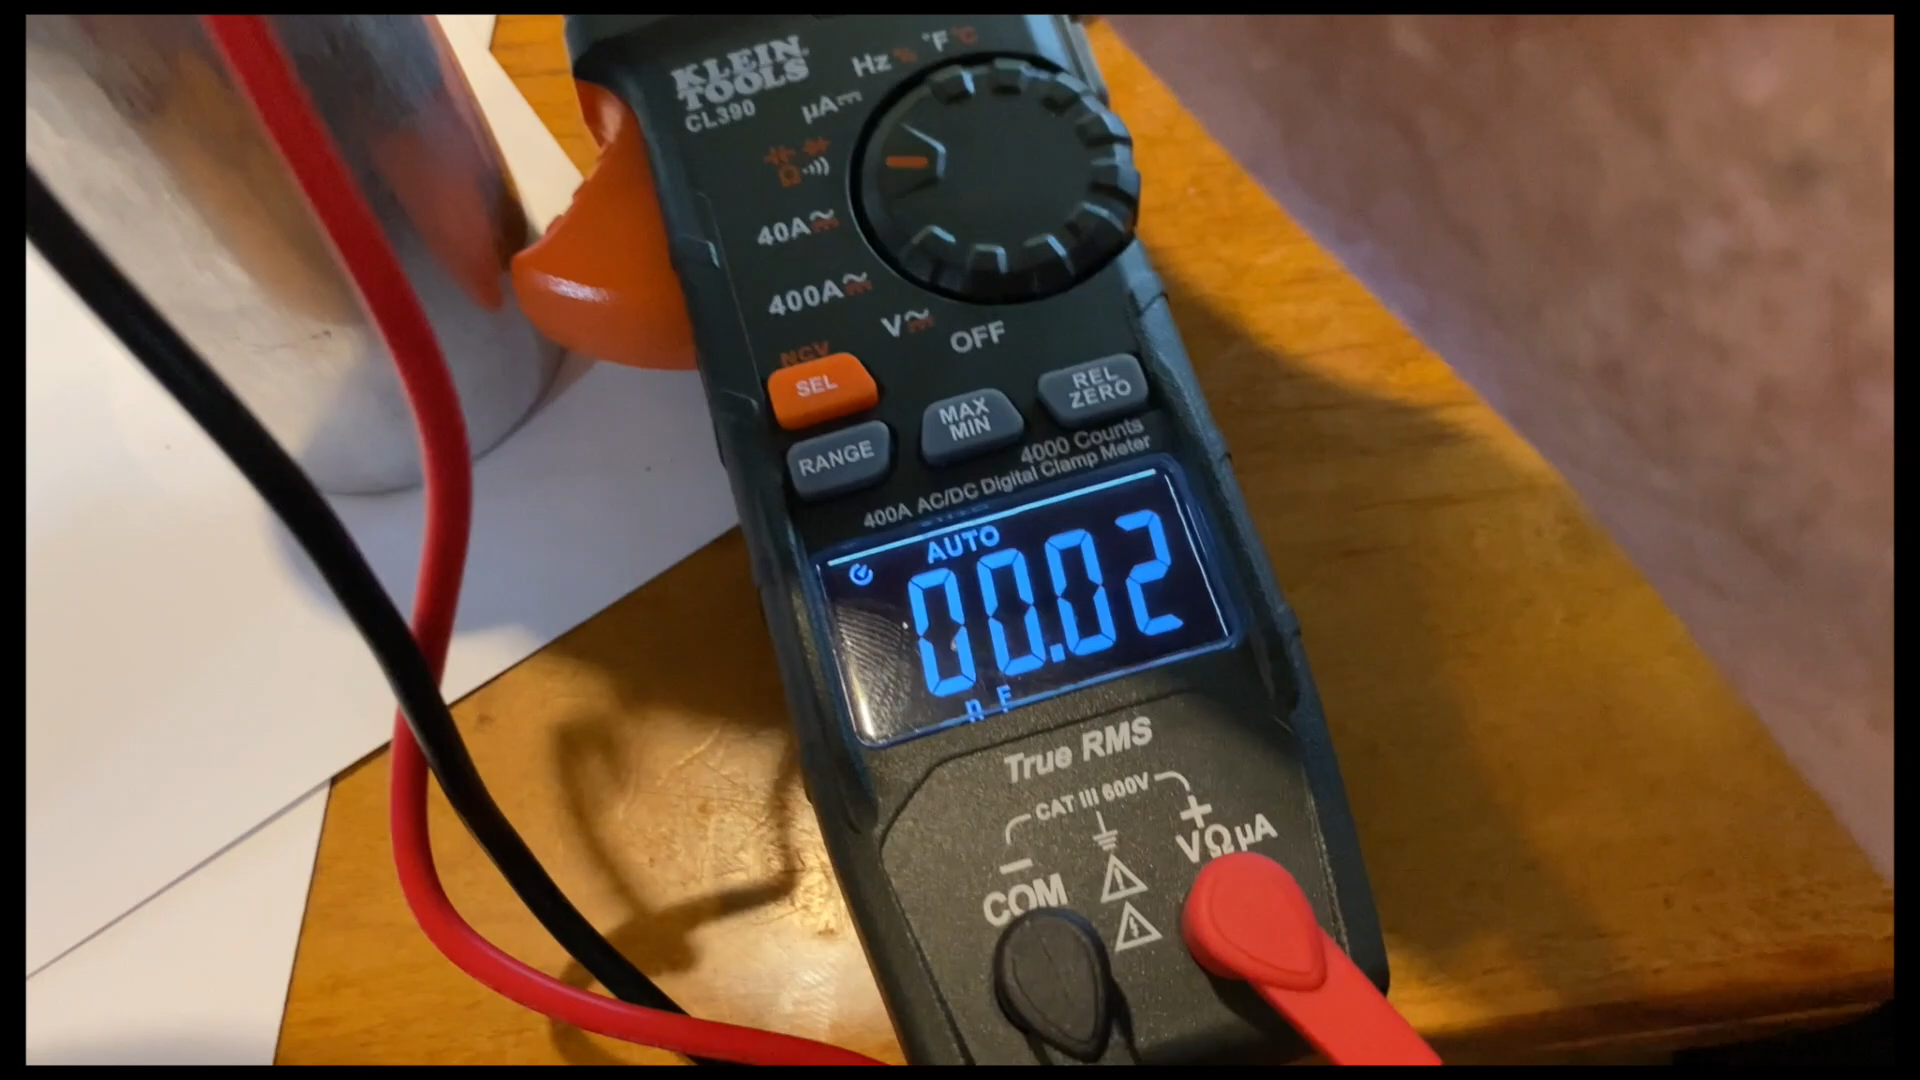 KLEIN
TOOLS
CL390
Hz % °F °C
µA
Ω
40A
400A
V
OFF
NCV
SEL
RANGE
MAX
MIN
REL
ZERO
4000 Counts
400A AC/DC Digital Clamp Meter
AUTO
00.02
n F
True RMS
CAT III 600V
− +
COM
VΩµA